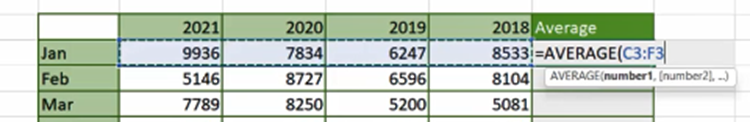 2021 2020 2019 2018 Average
Jan 9936 7834 6247 8533 =AVERAGE(C3:F3
Feb 5146 8727 6596 8104
AVERAGE(number1, [number2], ...)
Mar 7789 8250 5200 5081